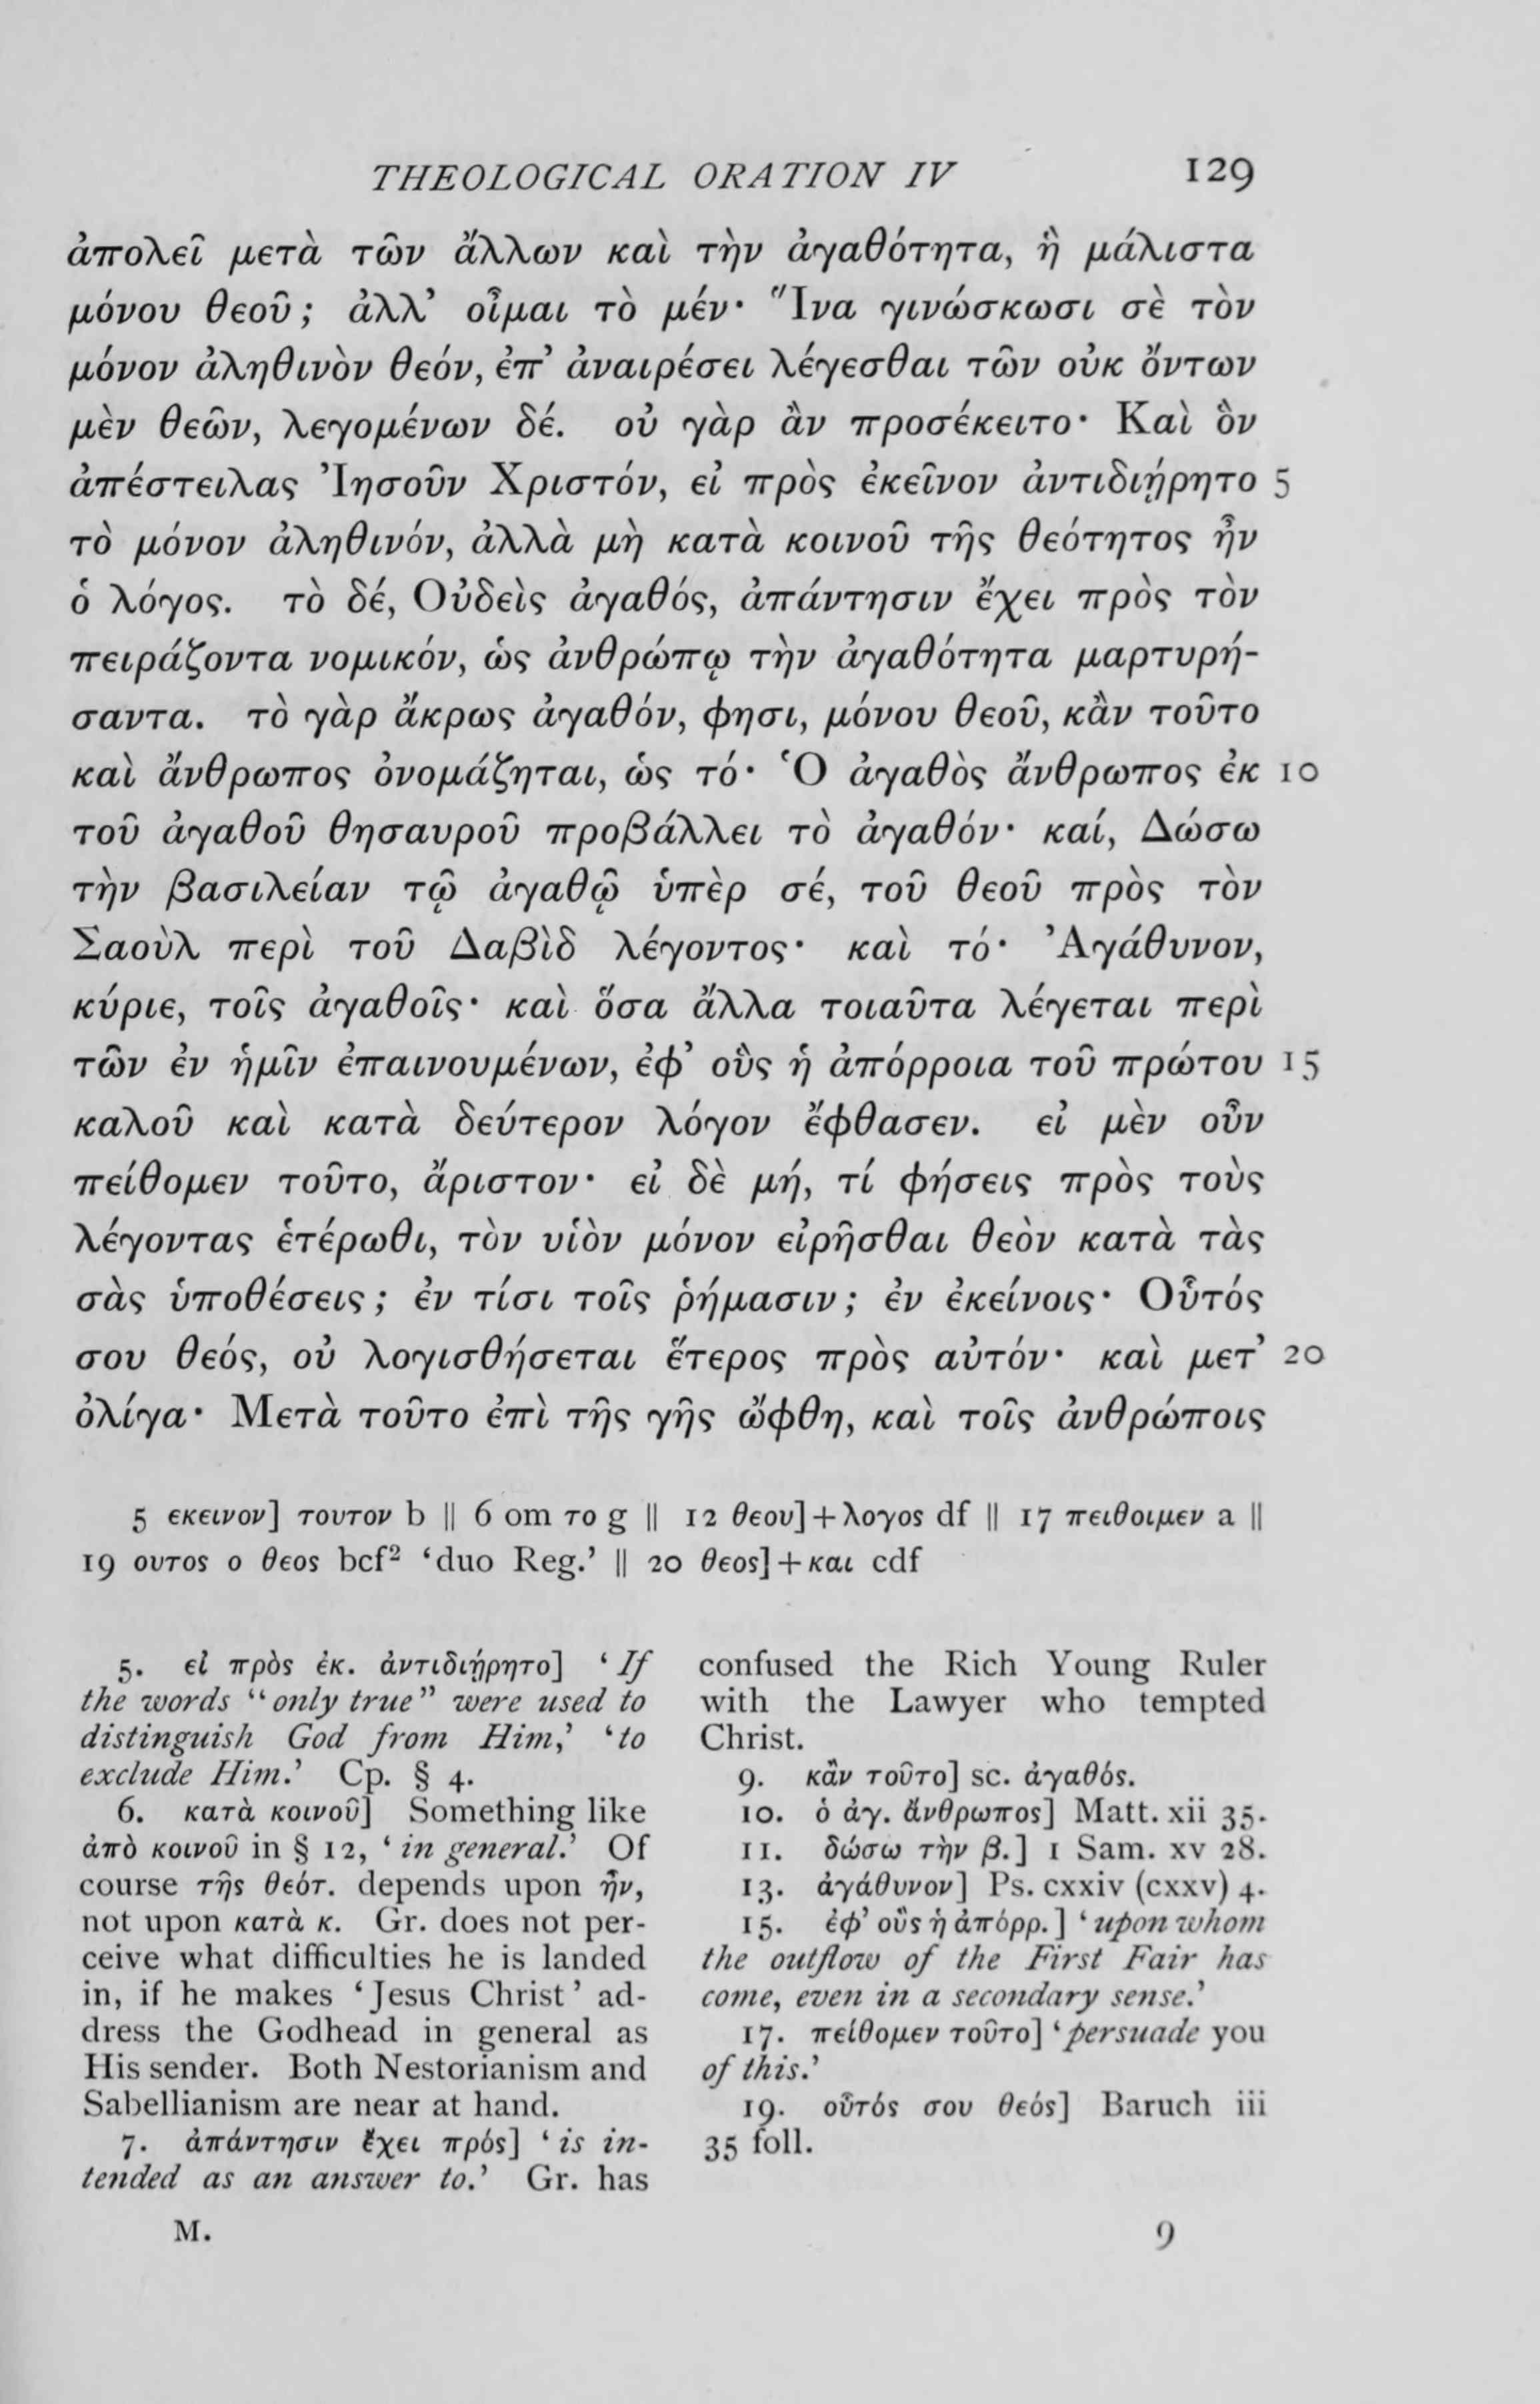 THEOLOGICAL ORATION IV 129
ἀπολεῖ μετὰ τῶν ἄλλων καὶ τὴν ἀγαθότητα, ἣ μάλιστα
μόνου θεοῦ; ἀλλ’ οἶμαι τὸ μέν· Ἵνα γινώσκωσι σὲ τὸν
μόνον ἀληθινὸν θεόν, ἐπ’ ἀναιρέσει λέγεσθαι τῶν οὐκ ὄντων
μὲν θεῶν, λεγομένων δέ. οὐ γὰρ ἂν προσέκειτο· Καὶ ὃν
ἀπέστειλας Ἰησοῦν Χριστόν, εἰ πρὸς ἐκεῖνον ἀντιδιῄρητο 5
τὸ μόνον ἀληθινόν, ἀλλὰ μὴ κατὰ κοινοῦ τῆς θεότητος ἦν
ὁ λόγος. τὸ δέ, Οὐδεὶς ἀγαθός, ἀπάντησιν ἔχει πρὸς τὸν
πειράζοντα νομικόν, ὡς ἀνθρώπῳ τὴν ἀγαθότητα μαρτυρή-
σαντα. τὸ γὰρ ἄκρως ἀγαθόν, φησι, μόνου θεοῦ, κἂν τοῦτο
καὶ ἄνθρωπος ὀνομάζηται, ὡς τό· Ὁ ἀγαθὸς ἄνθρωπος ἐκ 10
τοῦ ἀγαθοῦ θησαυροῦ προβάλλει τὸ ἀγαθόν· καί, Δώσω
τὴν βασιλείαν τῷ ἀγαθῷ ὑπὲρ σέ, τοῦ θεοῦ πρὸς τὸν
Σαοὺλ περὶ τοῦ Δαβὶδ λέγοντος· καὶ τό· Ἀγάθυνον,
κύριε, τοῖς ἀγαθοῖς· καὶ ὅσα ἄλλα τοιαῦτα λέγεται περὶ
τῶν ἐν ἡμῖν ἐπαινουμένων, ἐφ’ οὓς ἡ ἀπόρροια τοῦ πρώτου 15
καλοῦ καὶ κατὰ δεύτερον λόγον ἔφθασεν. εἰ μὲν οὖν
πείθομεν τοῦτο, ἄριστον· εἰ δὲ μή, τί φήσεις πρὸς τοὺς
λέγοντας ἑτέρωθι, τὸν υἱὸν μόνον εἰρῆσθαι θεὸν κατὰ τὰς
σὰς ὑποθέσεις; ἐν τίσι τοῖς ῥήμασιν; ἐν ἐκείνοις· Οὗτός
σου θεός, οὐ λογισθήσεται ἕτερος πρὸς αὐτόν· καὶ μετ’ 20
ὀλίγα· Μετὰ τοῦτο ἐπὶ τῆς γῆς ὤφθη, καὶ τοῖς ἀνθρώποις
5 εκεινον] τουτον b || 6 om το g || 12 θεου]+λογος df || 17 πειθοιμεν a ||
19 ουτος ο θεος bcf² ‘duo Reg.’ || 20 θεος]+και cdf
5. εἰ πρὸς ἐκ. ἀντιδιῄρητο] ‘If
the words “only true” were used to
distinguish God from Him,’ ‘to
exclude Him.’ Cp. § 4.
6. κατὰ κοινοῦ] Something like
ἀπὸ κοινοῦ in § 12, ‘in general.’ Of
course τῆς θεότ. depends upon ἦν,
not upon κατὰ κ. Gr. does not per-
ceive what difficulties he is landed
in, if he makes ‘Jesus Christ’ ad-
dress the Godhead in general as
His sender. Both Nestorianism and
Sabellianism are near at hand.
7. ἀπάντησιν ἔχει πρός] ‘is in-
tended as an answer to.’ Gr. has
confused the Rich Young Ruler
with the Lawyer who tempted
Christ.
9. κἂν τοῦτο] sc. ἀγαθός.
10. ὁ ἀγ. ἄνθρωπος] Matt. xii 35.
11. δώσω τὴν β.] 1 Sam. xv 28.
13. ἀγάθυνον] Ps. cxxiv (cxxv) 4.
15. ἐφ’ οὓς ἡ ἀπόρρ.] ‘upon whom
the outflow of the First Fair has
come, even in a secondary sense.’
17. πείθομεν τοῦτο] ‘persuade you
of this.’
19. οὗτός σου θεός] Baruch iii
35 foll.
M. 9